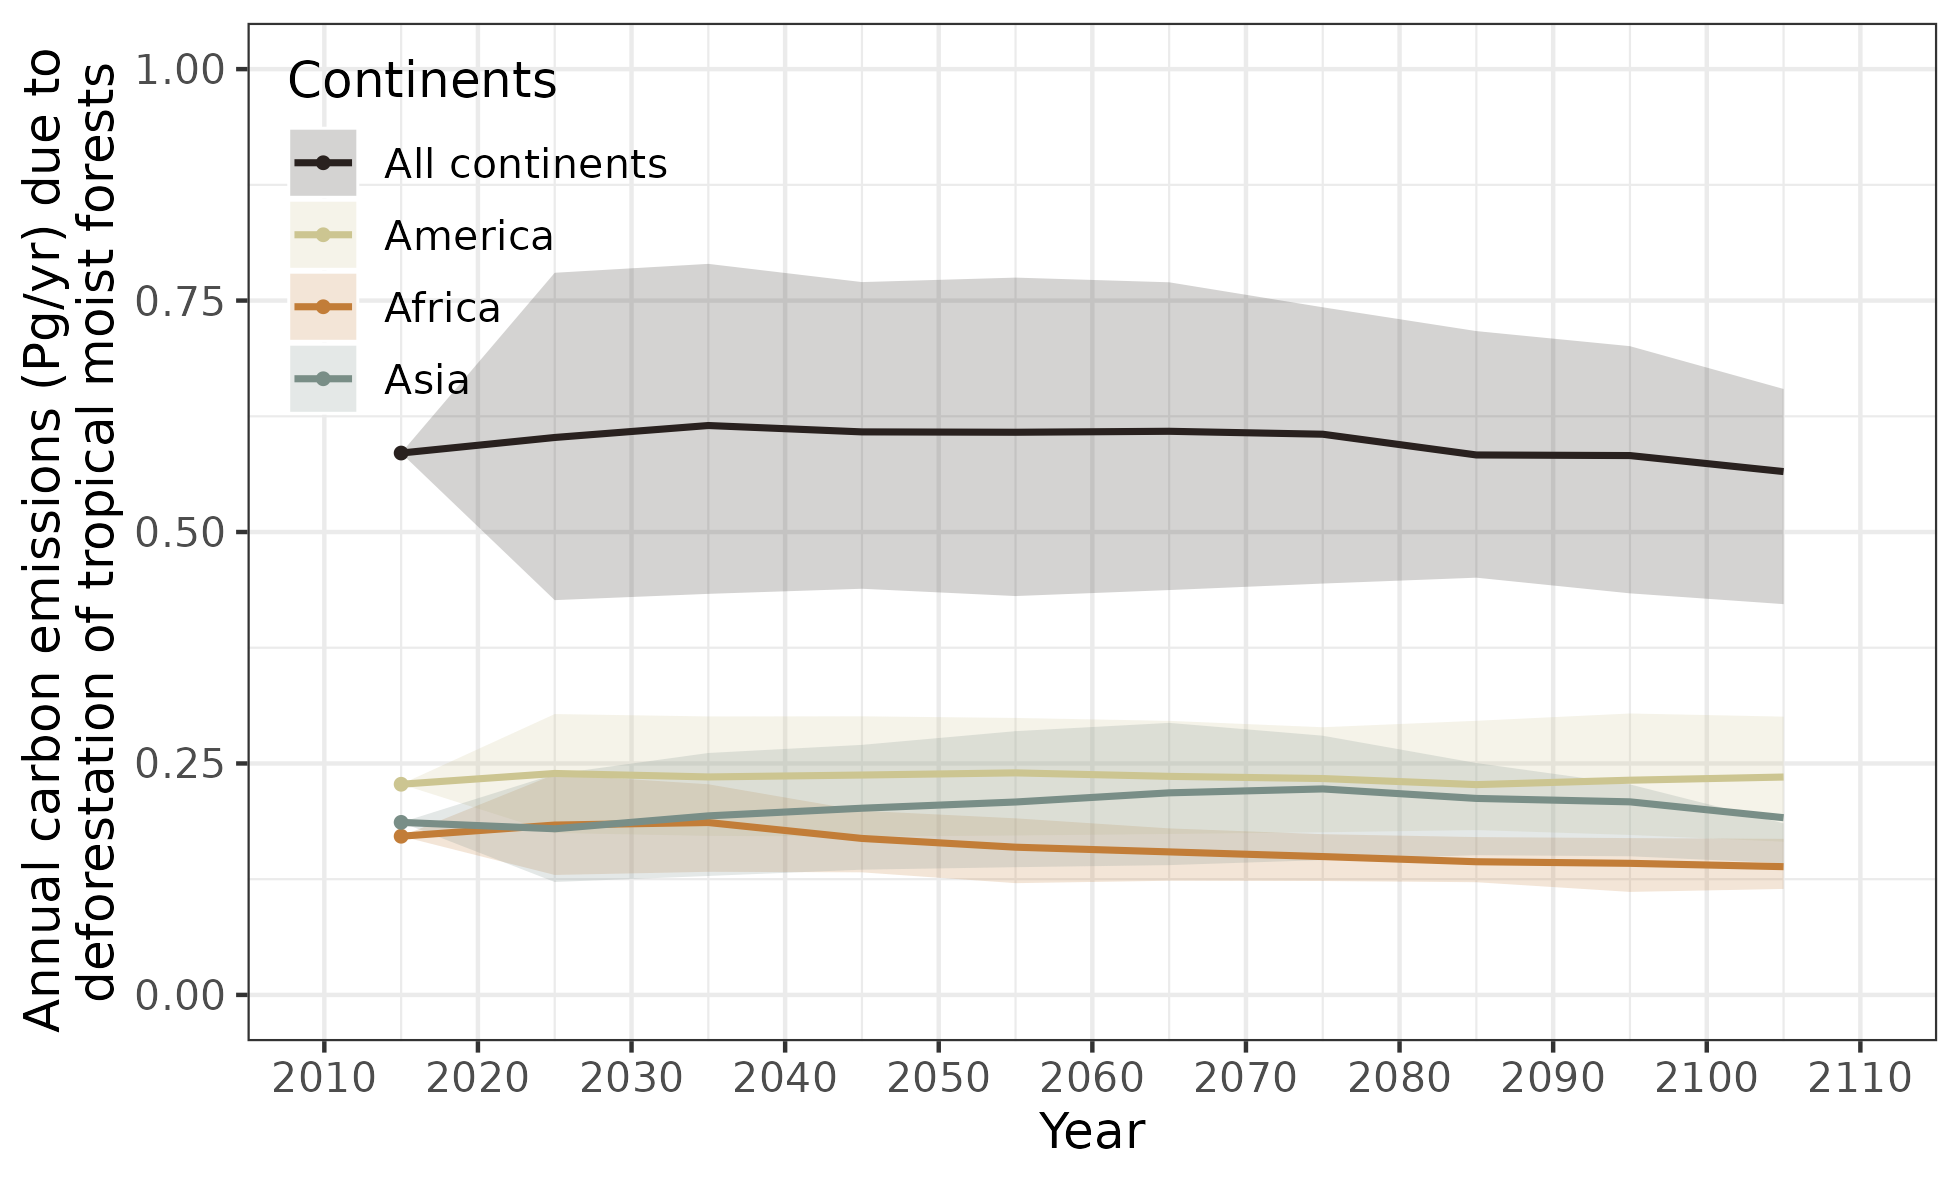 Annual carbon emissions (Pg/yr) due to
deforestation of tropical moist forests
1.00
0.75
0.50
0.25
0.00
Continents
All continents
America
Africa
Asia
2010 2020 2030 2040 2050 2060 2070 2080 2090 2100 2110
Year